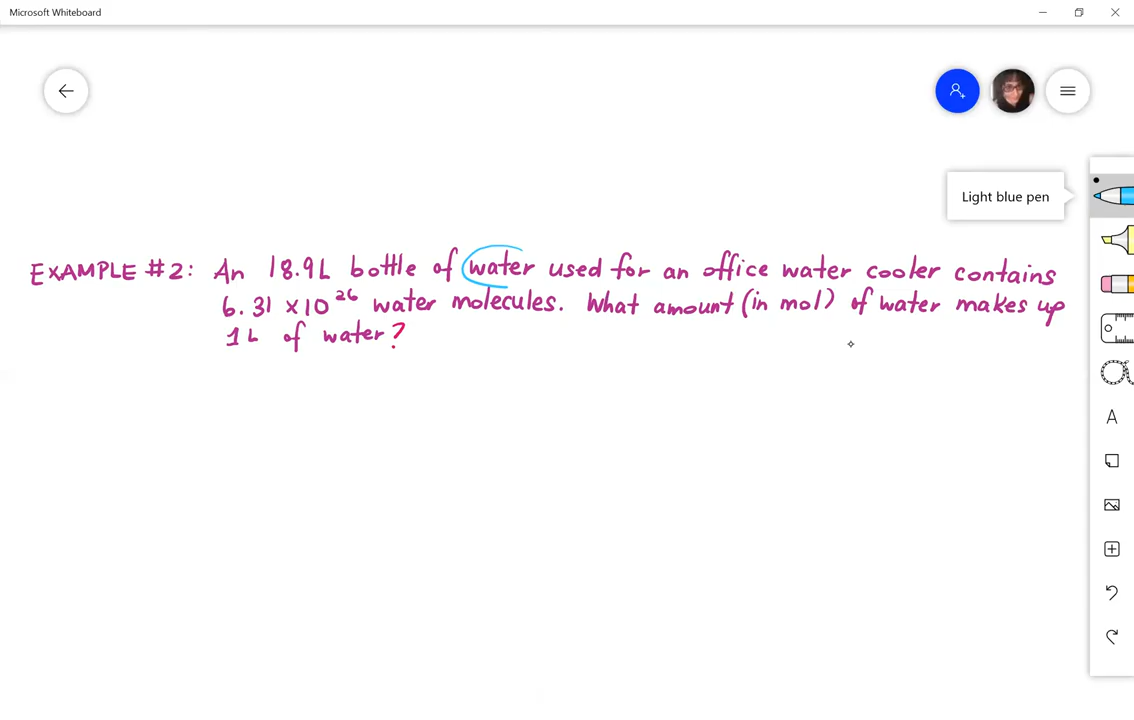 Microsoft Whiteboard
Light blue pen
EXAMPLE #2: An 18.9L bottle of water used for an office water cooler contains
6.31 × 10²⁶ water molecules. What amount (in mol) of water makes up
1L of water?
A